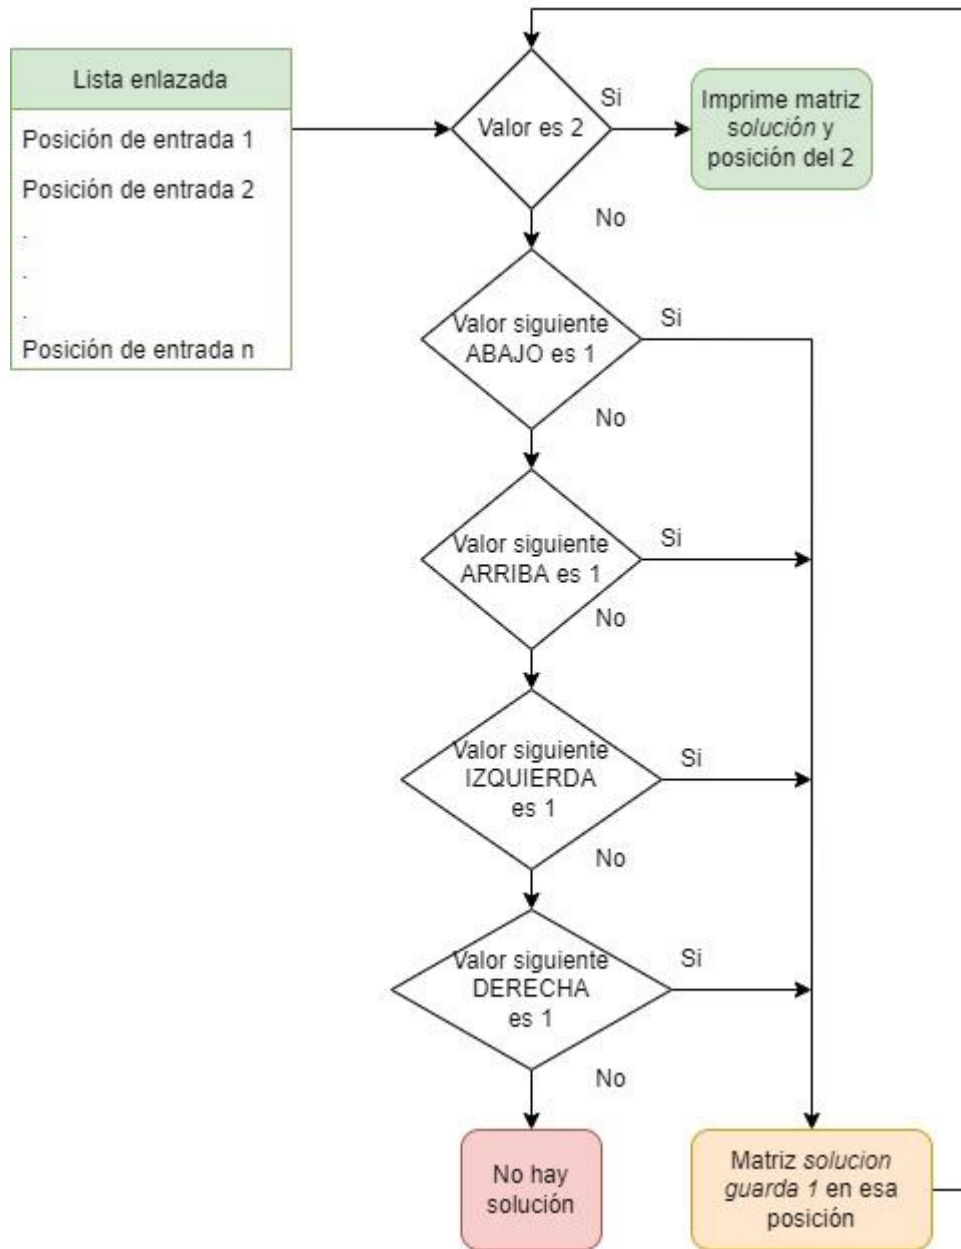 Lista enlazada
Posición de entrada 1
Posición de entrada 2
.
.
.
Posición de entrada n
Valor es 2
Si
Imprime matriz
solución y
posición del 2
No
Valor siguiente
ABAJO es 1
Si
No
Valor siguiente
ARRIBA es 1
Si
No
Valor siguiente
IZQUIERDA
es 1
Si
No
Valor siguiente
DERECHA
es 1
Si
No
No hay
solución
Matriz solucion
guarda 1 en esa
posición